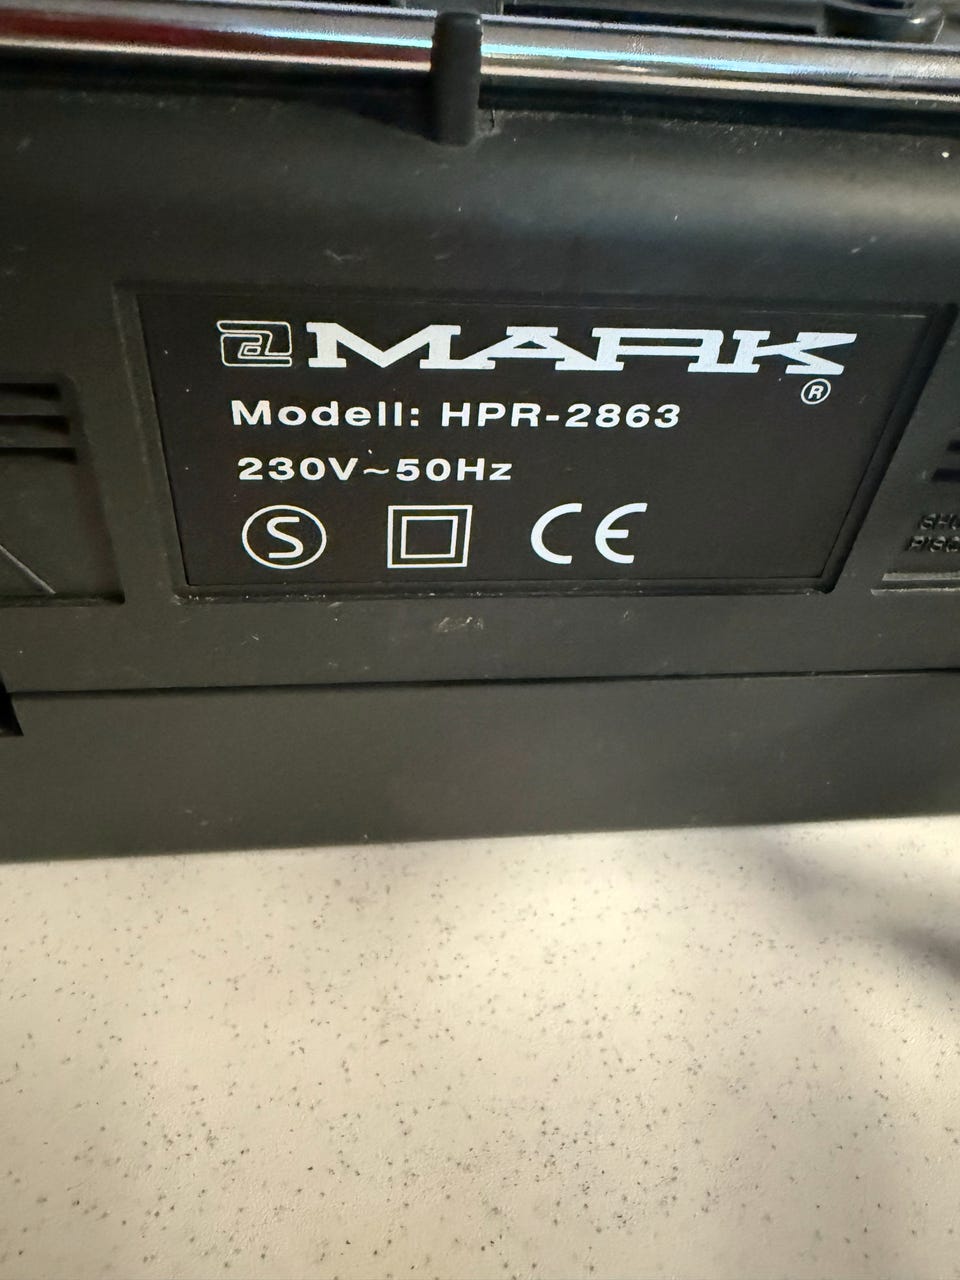 a MARK
®
Modell: HPR-2863
230V~50Hz
S CE